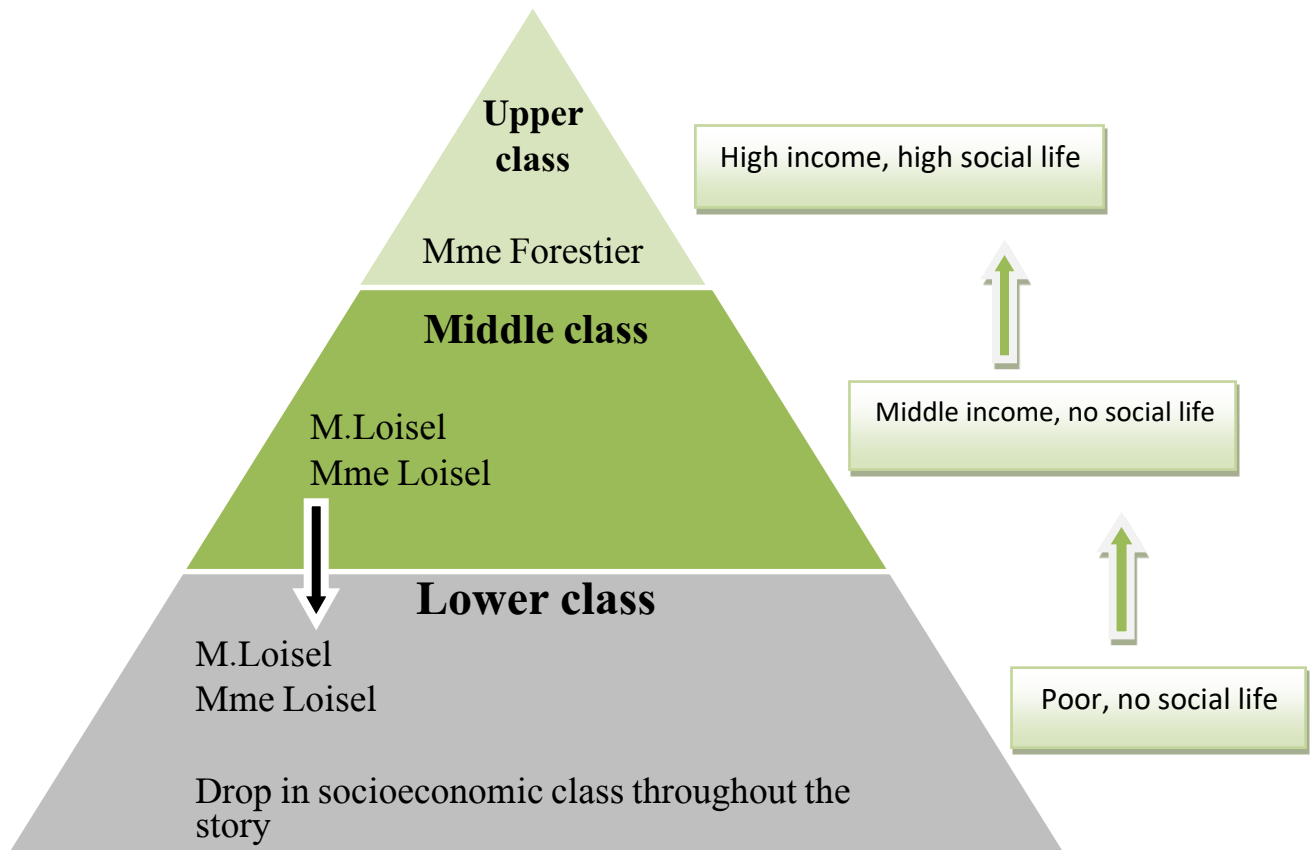 Upper
class
Mme Forestier
High income, high social life
Middle class
M.Loisel
Mme Loisel
Middle income, no social life
Lower class
M.Loisel
Mme Loisel
Drop in socioeconomic class throughout the
story
Poor, no social life